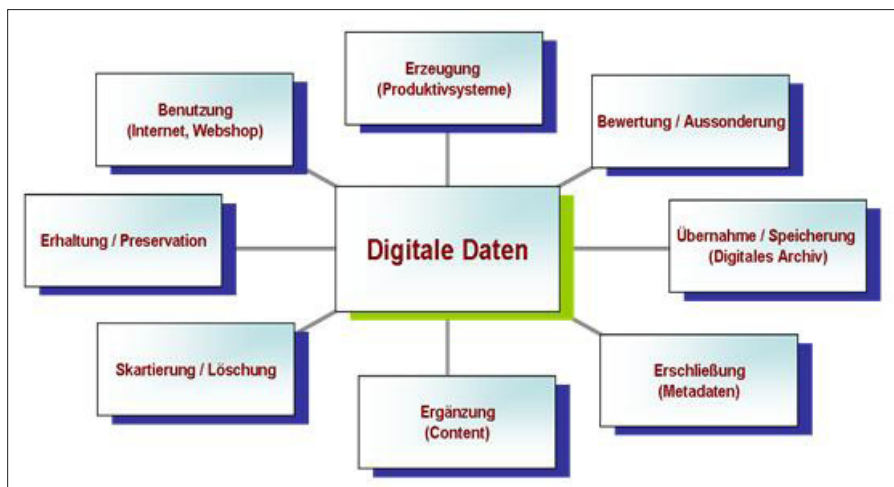 Erzeugung
(Produktivsysteme)
Benutzung
(Internet, Webshop)
Bewertung / Aussonderung
Erhaltung / Preservation
Digitale Daten
Übernahme / Speicherung
(Digitales Archiv)
Skartierung / Löschung
Erschließung
(Metadaten)
Ergänzung
(Content)